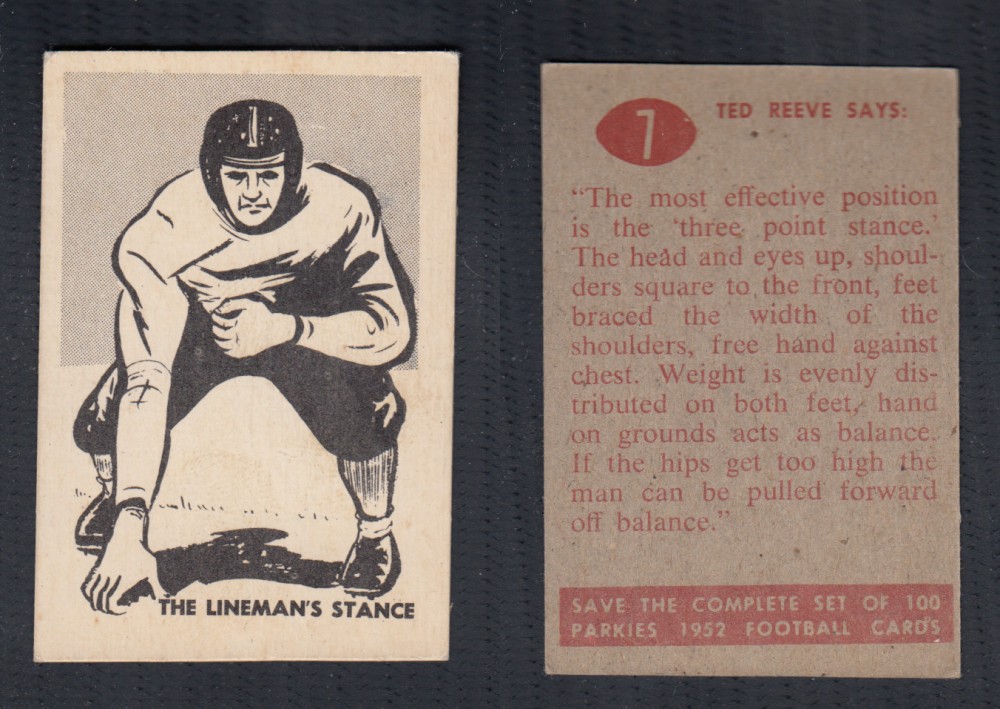 THE LINEMAN'S STANCE
7
TED REEVE SAYS:
"The most effective position
is the 'three point stance.'
The head and eyes up, shoul-
ders square to the front, feet
braced the width of the
shoulders, free hand against
chest. Weight is evenly dis-
tributed on both feet, hand
on grounds acts as balance.
If the hips get too high the
man can be pulled forward
off balance."
SAVE THE COMPLETE SET OF 100
PARKIES 1952 FOOTBALL CARDS